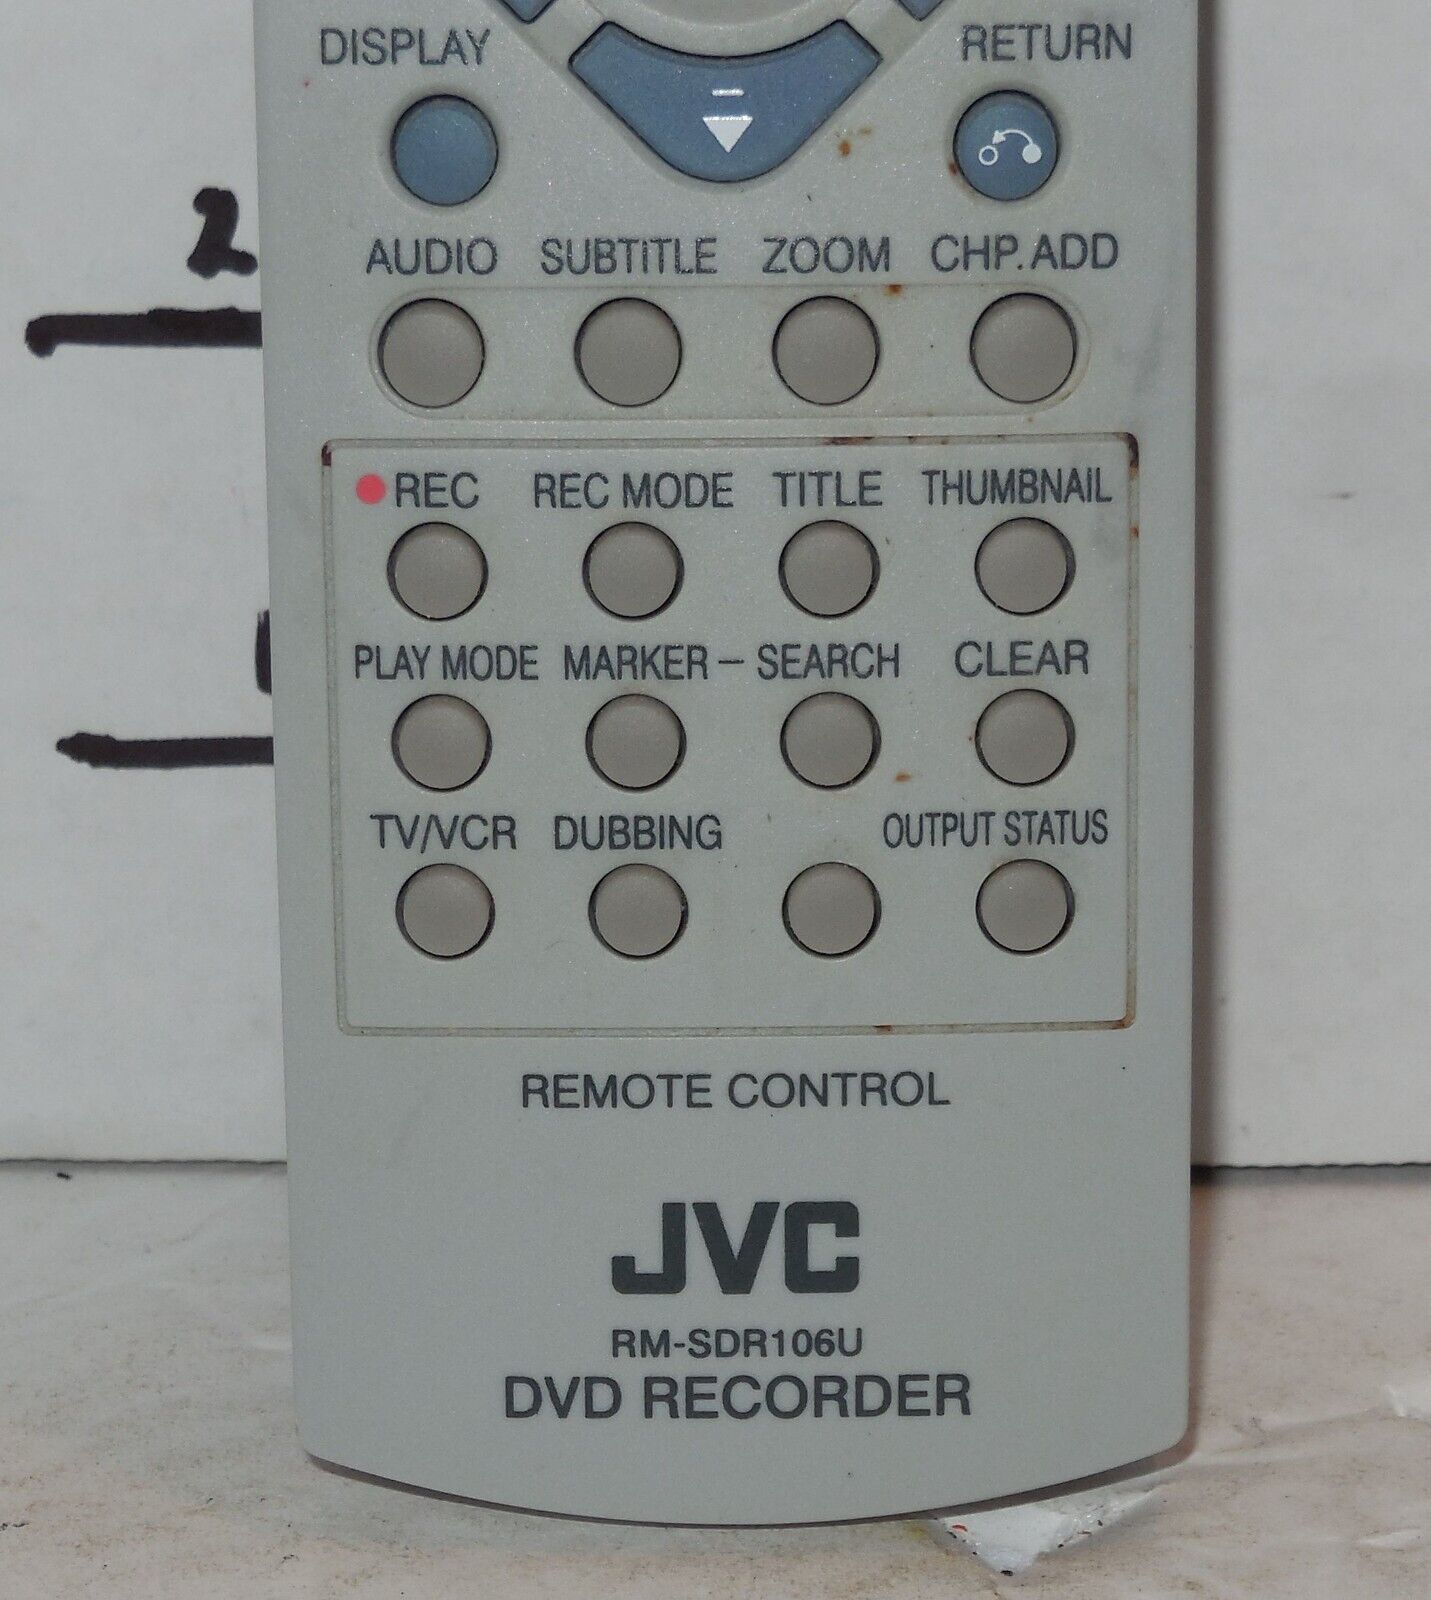 DISPLAY RETURN
2
AUDIO SUBTITLE ZOOM CHP.ADD
REC REC MODE TITLE THUMBNAIL
PLAY MODE MARKER – SEARCH CLEAR
TV/VCR DUBBING OUTPUT STATUS
REMOTE CONTROL
JVC
RM-SDR106U
DVD RECORDER